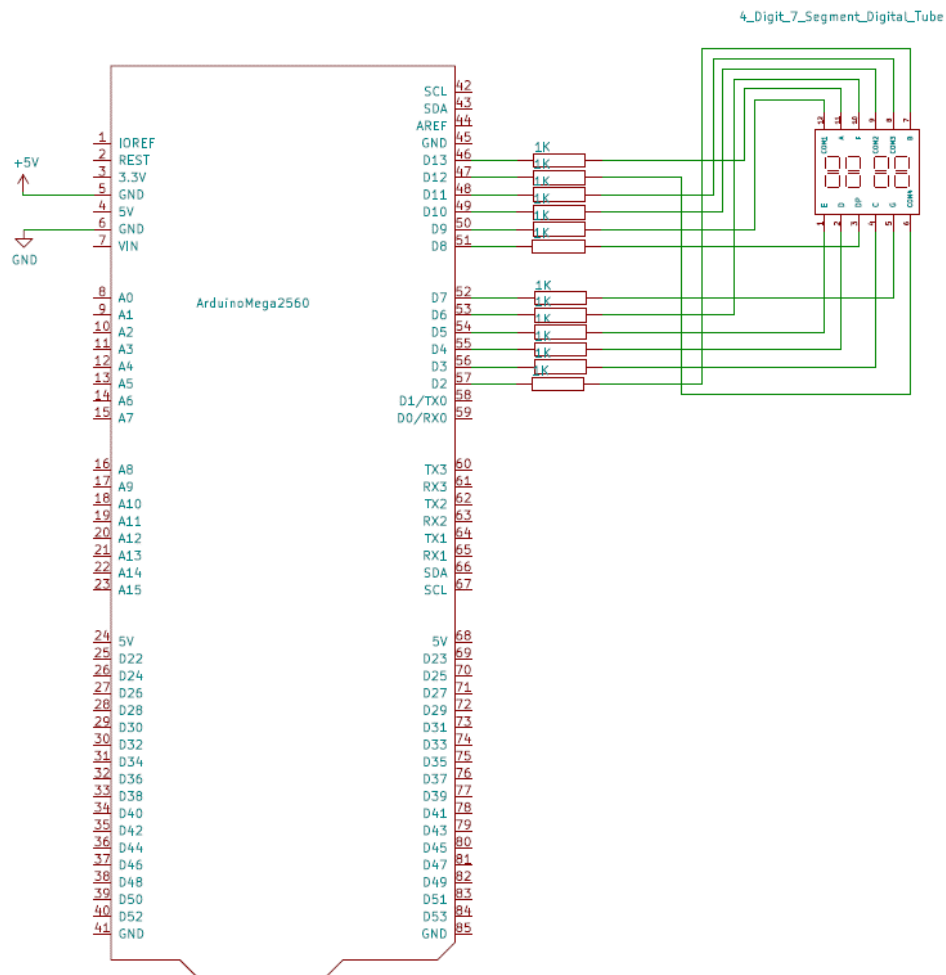 4_Digit_7_Segment_Digital_Tube
+5V
GND
1 IOREF
2 REST
3 3.3V
5 GND
4 5V
6 GND
7 VIN
8 A0
9 A1
10 A2
11 A3
12 A4
13 A5
14 A6
15 A7
16 A8
17 A9
18 A10
19 A11
20 A12
21 A13
22 A14
23 A15
24 5V
25 D22
26 D24
27 D26
28 D28
29 D30
30 D32
31 D34
32 D36
33 D38
34 D40
35 D42
36 D44
37 D46
38 D48
39 D50
40 D52
41 GND
ArduinoMega2560
SCL 42
SDA 43
AREF 44
GND 45
D13 46
D12 47
D11 48
D10 49
D9 50
D8 51
D7 52
D6 53
D5 54
D4 55
D3 56
D2 57
D1/TX0 58
D0/RX0 59
TX3 60
RX3 61
TX2 62
RX2 63
TX1 64
RX1 65
SDA 66
SCL 67
5V 68
D23 69
D25 70
D27 71
D29 72
D31 73
D33 74
D35 75
D37 76
D39 77
D41 78
D43 79
D45 80
D47 81
D49 82
D51 83
D53 84
GND 85
1K
1K
1K
1K
1K
1K
1K
1K
1K
1K
1K
1K
12 11 10 9 8 7
COM1 A F COM2 COM3 B
E D DP C G COM4
1 2 3 4 5 6